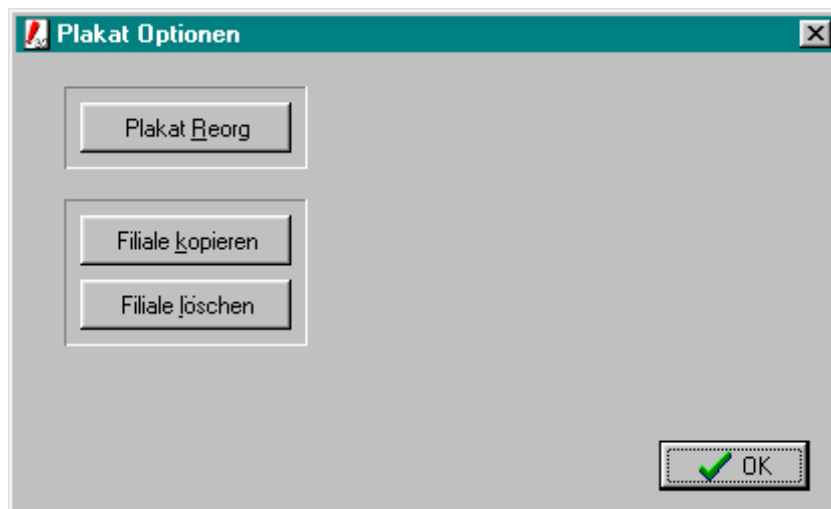 Plakat Optionen
Plakat Reorg
Filiale kopieren
Filiale löschen
OK